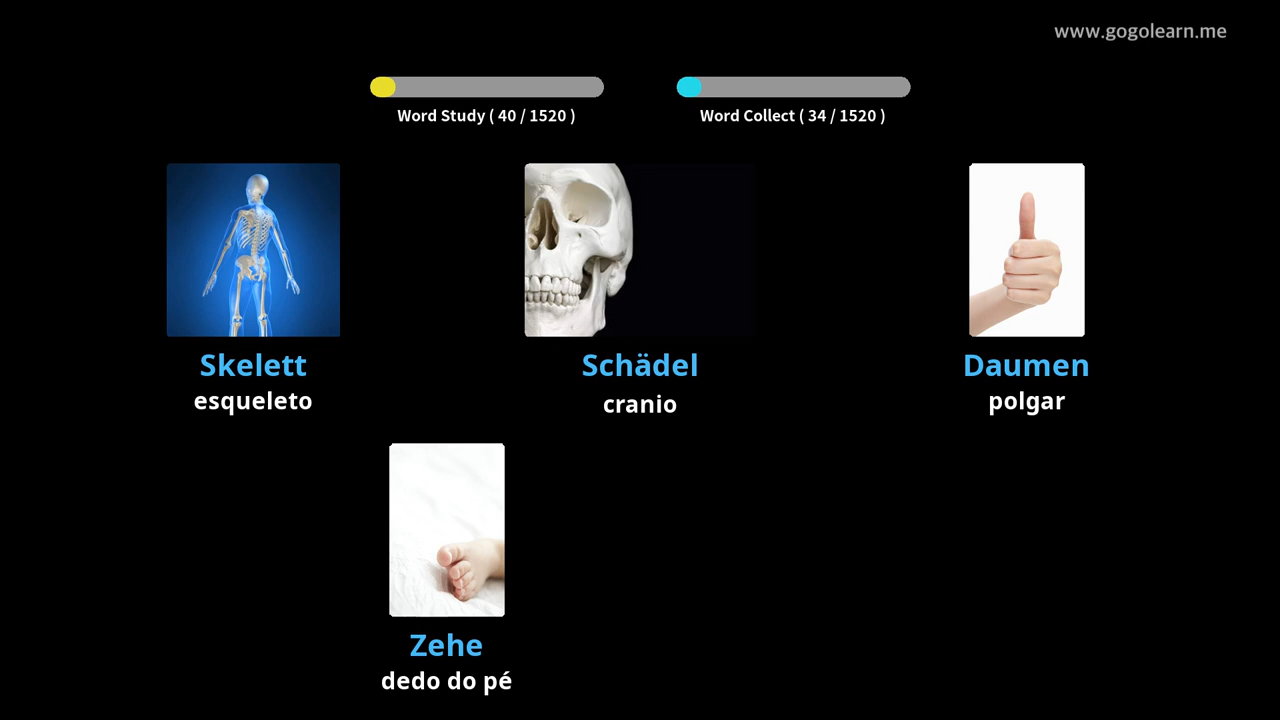 www.gogolearn.me
Word Study ( 40 / 1520 )
Word Collect ( 34 / 1520 )
Skelett
esqueleto
Schädel
cranio
Daumen
polgar
Zehe
dedo do pé